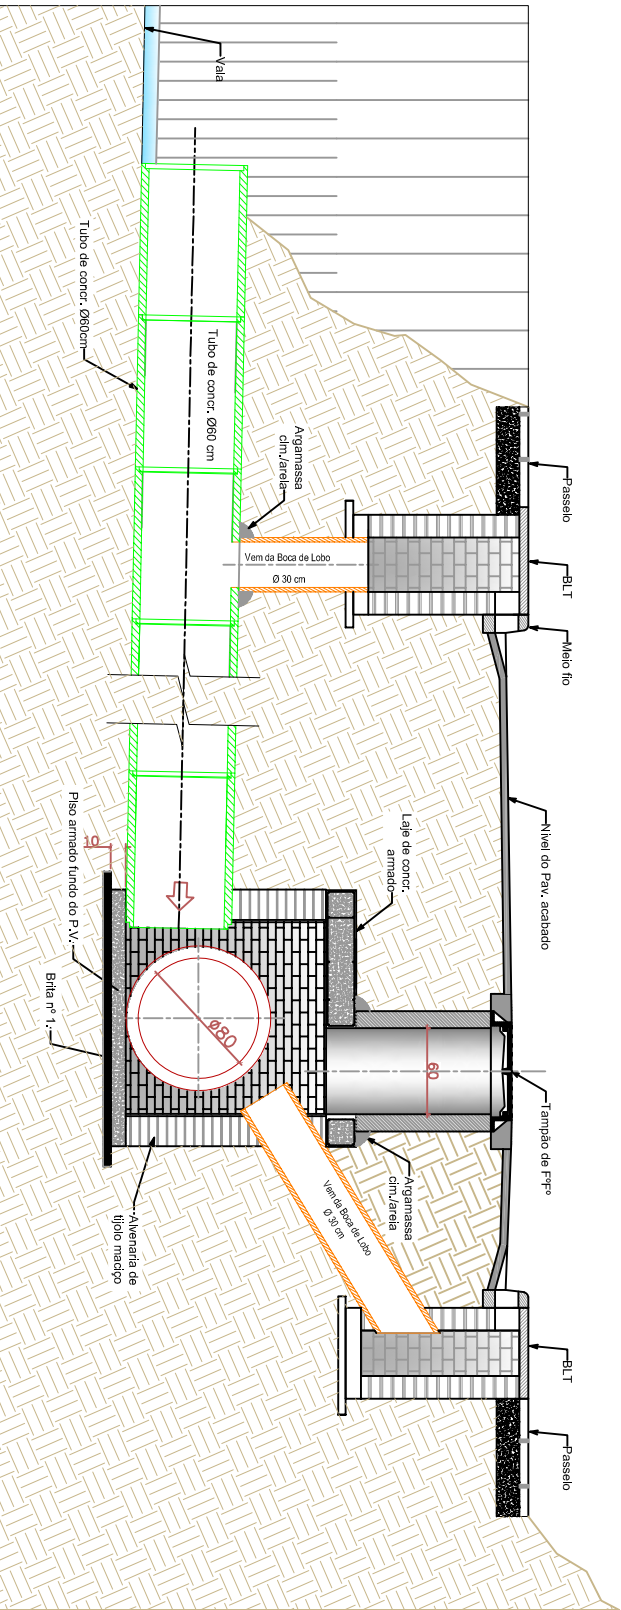 Vala
Tubo de concr. Ø60cm
Tubo de concr. Ø60 cm
Argamassa
cim./areia
Vem da Boca de Lobo
Ø 30 cm
Passeio
BLT
Meio fio
Nivel do Pav. acabado
Laje de concr.
armado
10
Piso armado fundo do P.V.
Brita nº 1.
Ø80
60
Tampão de FºFº
Argamassa
cim./areia
Alvenaria de
tijolo maciço
Vem da Boca de Lobo
Ø 30 cm
BLT
Passeio